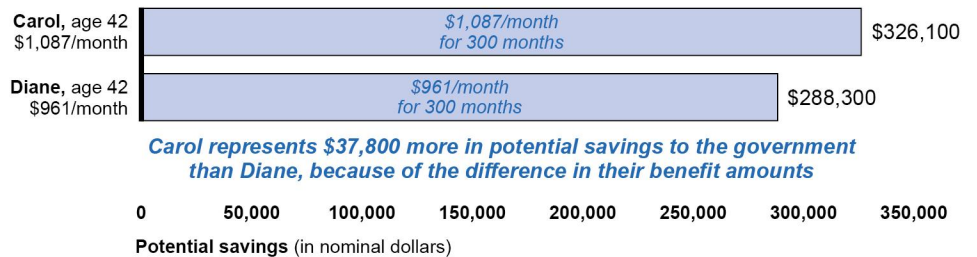 Carol, age 42
$1,087/month
$1,087/month
for 300 months
$326,100
Diane, age 42
$961/month
$961/month
for 300 months
$288,300
Carol represents $37,800 more in potential savings to the government
than Diane, because of the difference in their benefit amounts
0 50,000 100,000 150,000 200,000 250,000 300,000 350,000
Potential savings (in nominal dollars)